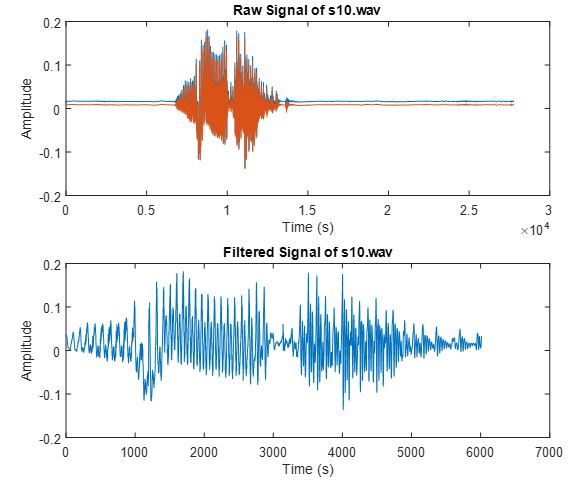 Raw Signal of s10.wav
0.2
0.1
0
-0.1
-0.2
Amplitude
0 0.5 1 1.5 2 2.5 3
Time (s)
×10⁴
Filtered Signal of s10.wav
0.2
0.1
0
-0.1
-0.2
Amplitude
0 1000 2000 3000 4000 5000 6000 7000
Time (s)